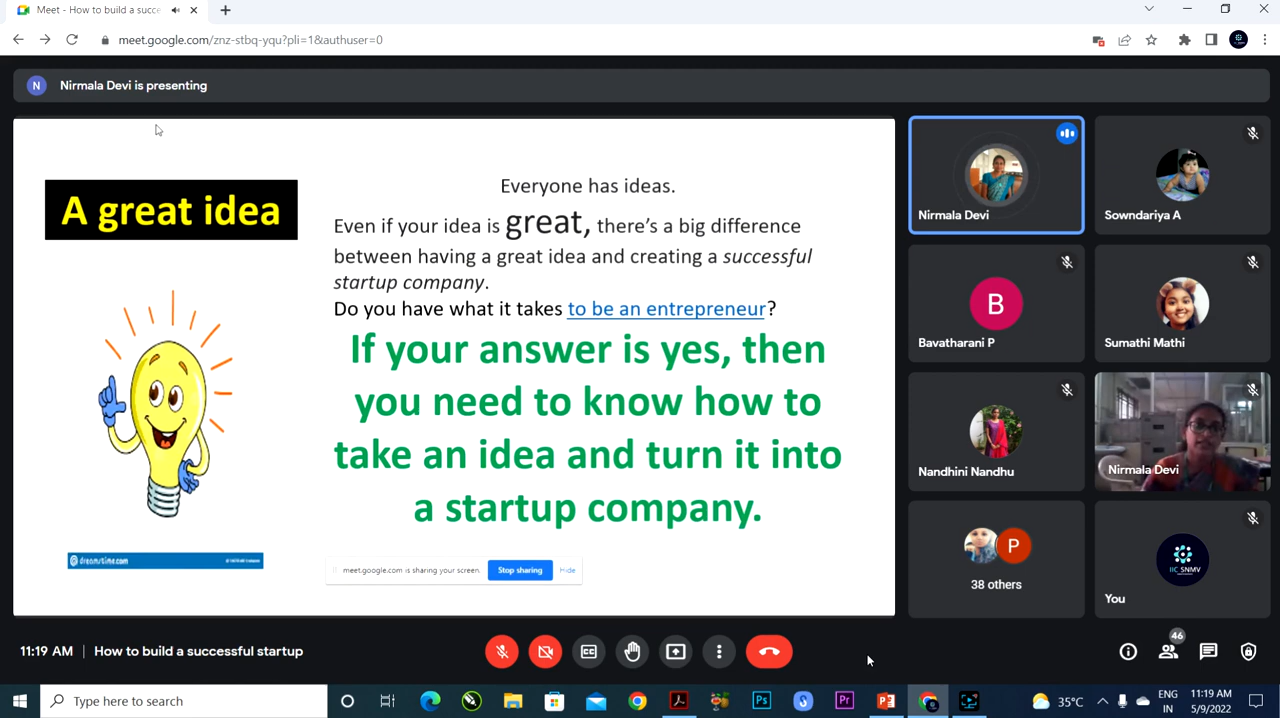 Meet - How to build a succe
meet.google.com/znz-stbq-yqu?pli=1&authuser=0
N
Nirmala Devi is presenting
A great idea
Everyone has ideas.
Even if your idea is great, there's a big difference
between having a great idea and creating a successful
startup company.
Do you have what it takes to be an entrepreneur?
If your answer is yes, then
you need to know how to
take an idea and turn it into
a startup company.
dreamstime.com
meet.google.com is sharing your screen.
Stop sharing
Hide
Nirmala Devi
Sowndariya A
B
Bavatharani P
Sumathi Mathi
Nandhini Nandhu
Nirmala Devi
P
38 others
IIC_SNMV
You
11:19 AM
How to build a successful startup
46
Type here to search
Ps
S
Pr
35°C
ENG
IN
11:19 AM
5/9/2022